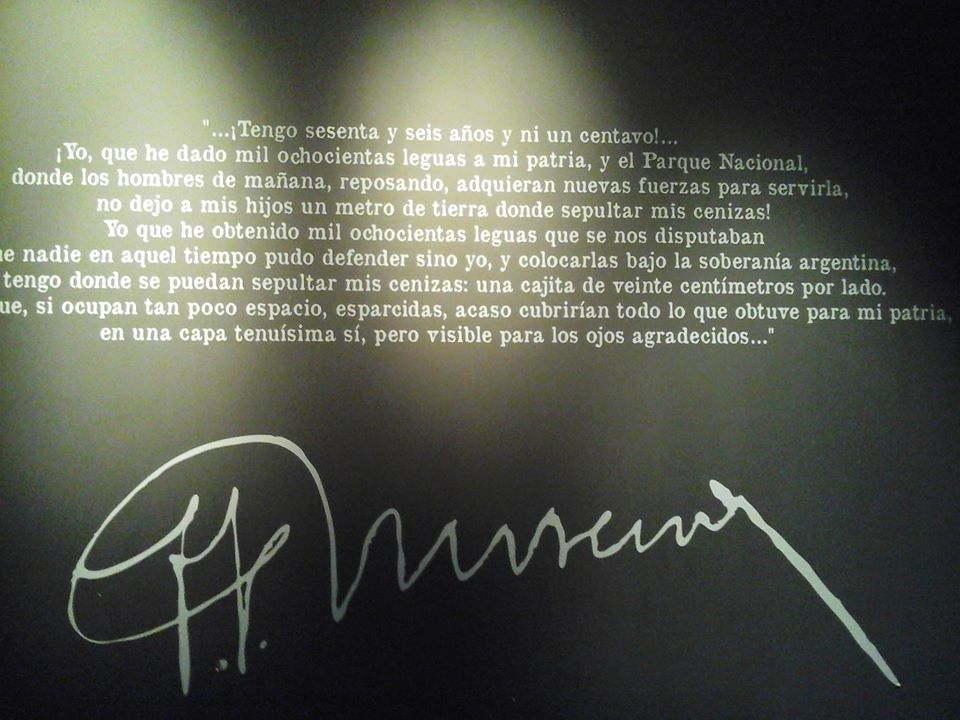 "...¡Tengo sesenta y seis años y ni un centavo!...
¡Yo, que he dado mil ochocientas leguas a mi patria, y el Parque Nacional,
donde los hombres de mañana, reposando, adquieran nuevas fuerzas para servirla,
no dejo a mis hijos un metro de tierra donde sepultar mis cenizas!
Yo que he obtenido mil ochocientas leguas que se nos disputaban
ue nadie en aquel tiempo pudo defender sino yo, y colocarlas bajo la soberanía argentina,
tengo donde se puedan sepultar mis cenizas: una cajita de veinte centímetros por lado.
ue, si ocupan tan poco espacio, esparcidas, acaso cubrirían todo lo que obtuve para mi patria,
en una capa tenuísima sí, pero visible para los ojos agradecidos..."
F. P. Moreno